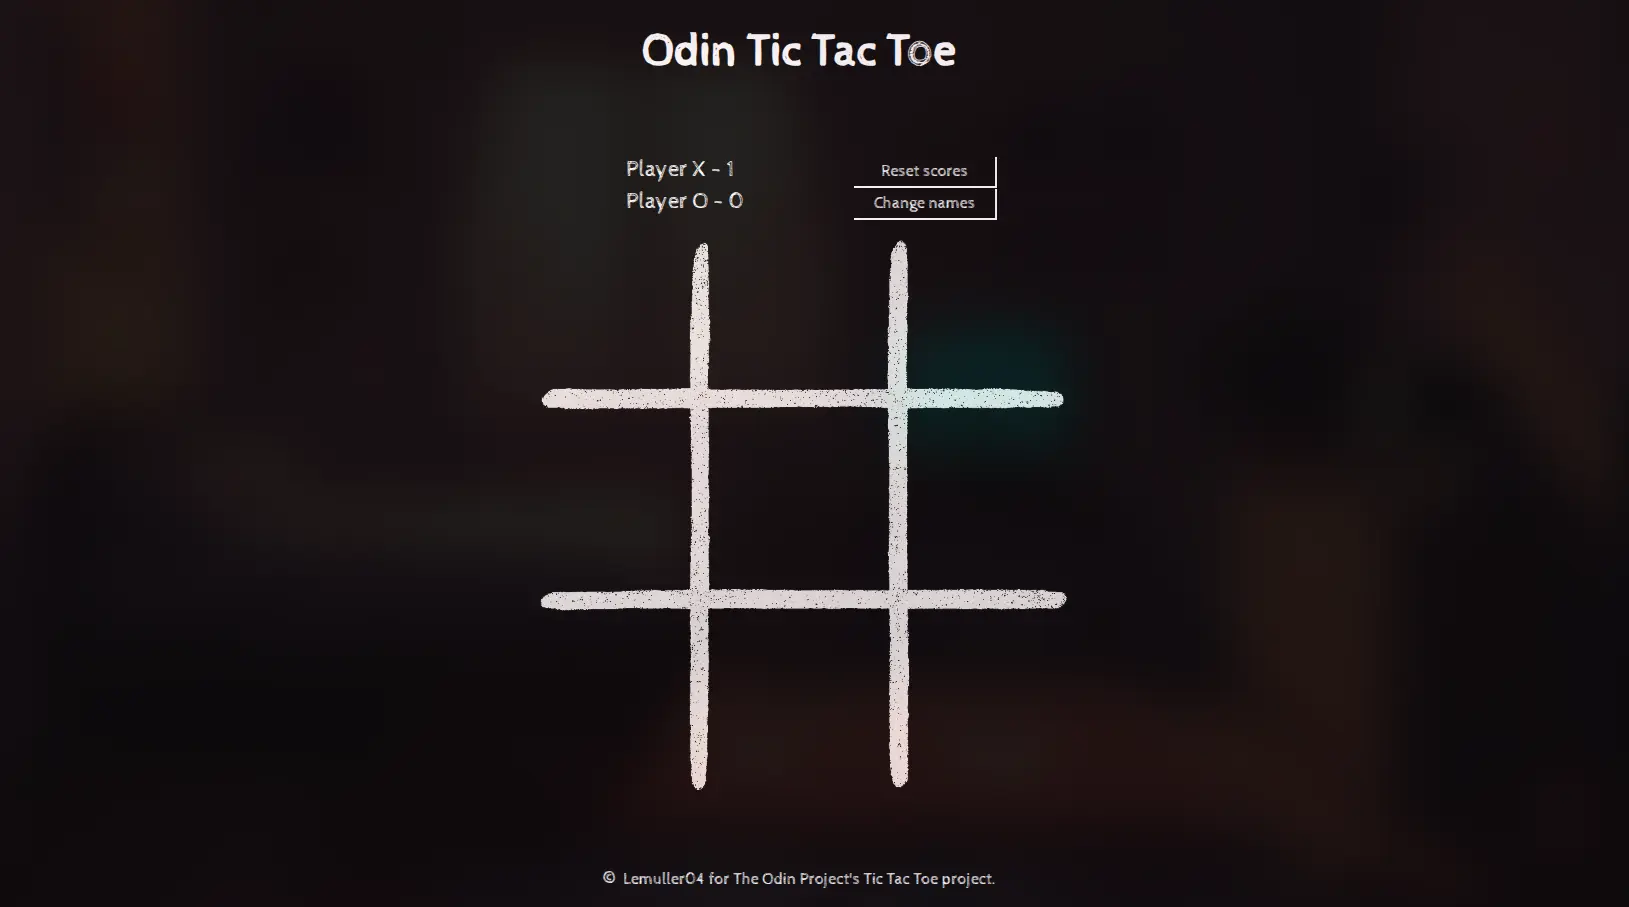 Odin Tic Tac Toe
Player X - 1
Player O - 0
Reset scores
Change names
© Lemuller04 for The Odin Project's Tic Tac Toe project.